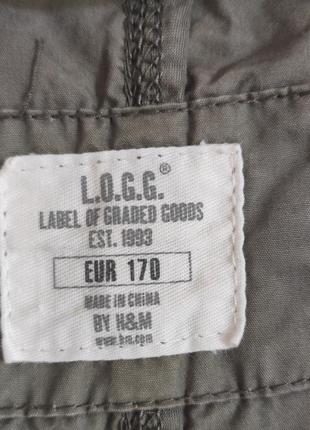 L.O.G.G.®
LABEL OF GRADED GOODS
EST. 1993
EUR 170
MADE IN CHINA
BY H&M
www.hm.com